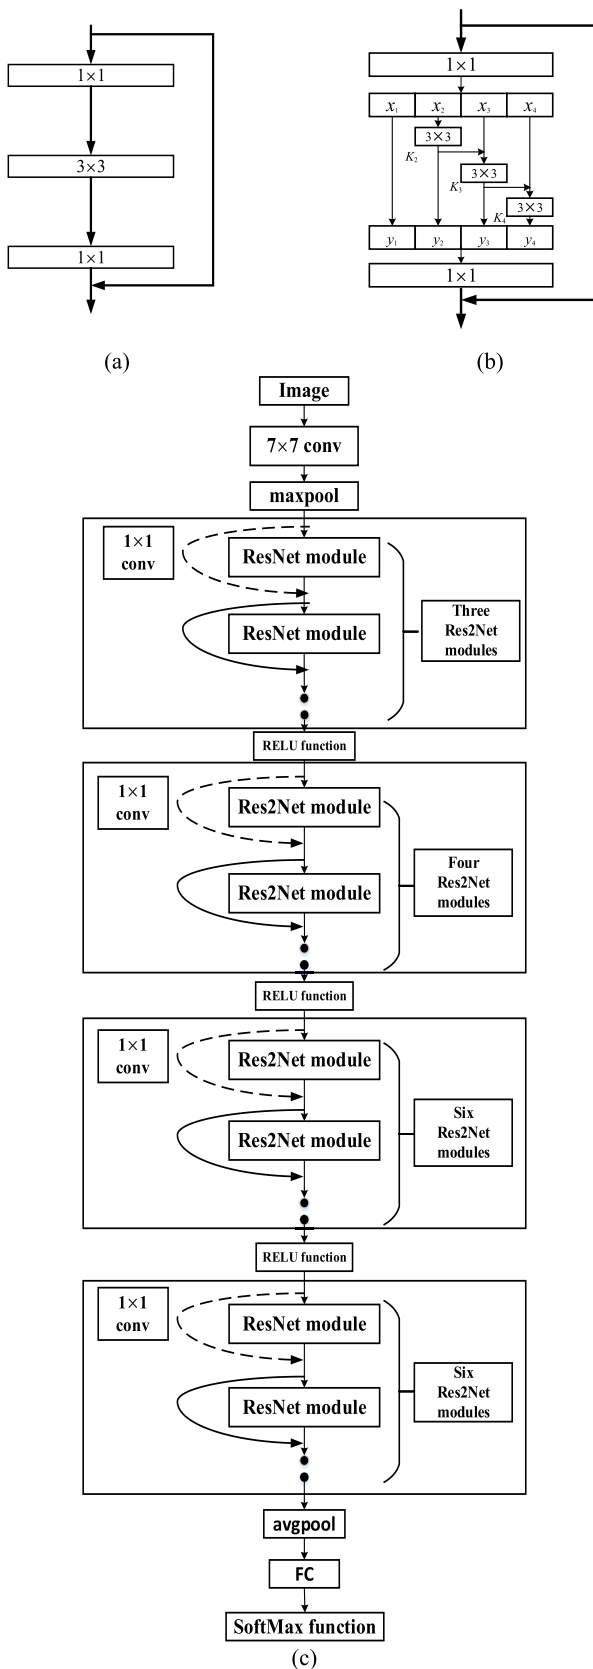 1×1
3×3
1×1
(a)
1×1
x1 x2 x3 x4
3×3
K2
3×3
K3
3×3
K4
y1 y2 y3 y4
1×1
(b)
Image
7×7 conv
maxpool
1×1
conv
ResNet module
ResNet module
Three
Res2Net
modules
RELU function
1×1
conv
Res2Net module
Res2Net module
Four
Res2Net
modules
RELU function
1×1
conv
Res2Net module
Res2Net module
Six
Res2Net
modules
RELU function
1×1
conv
ResNet module
ResNet module
Six
Res2Net
modules
avgpool
FC
SoftMax function
(c)